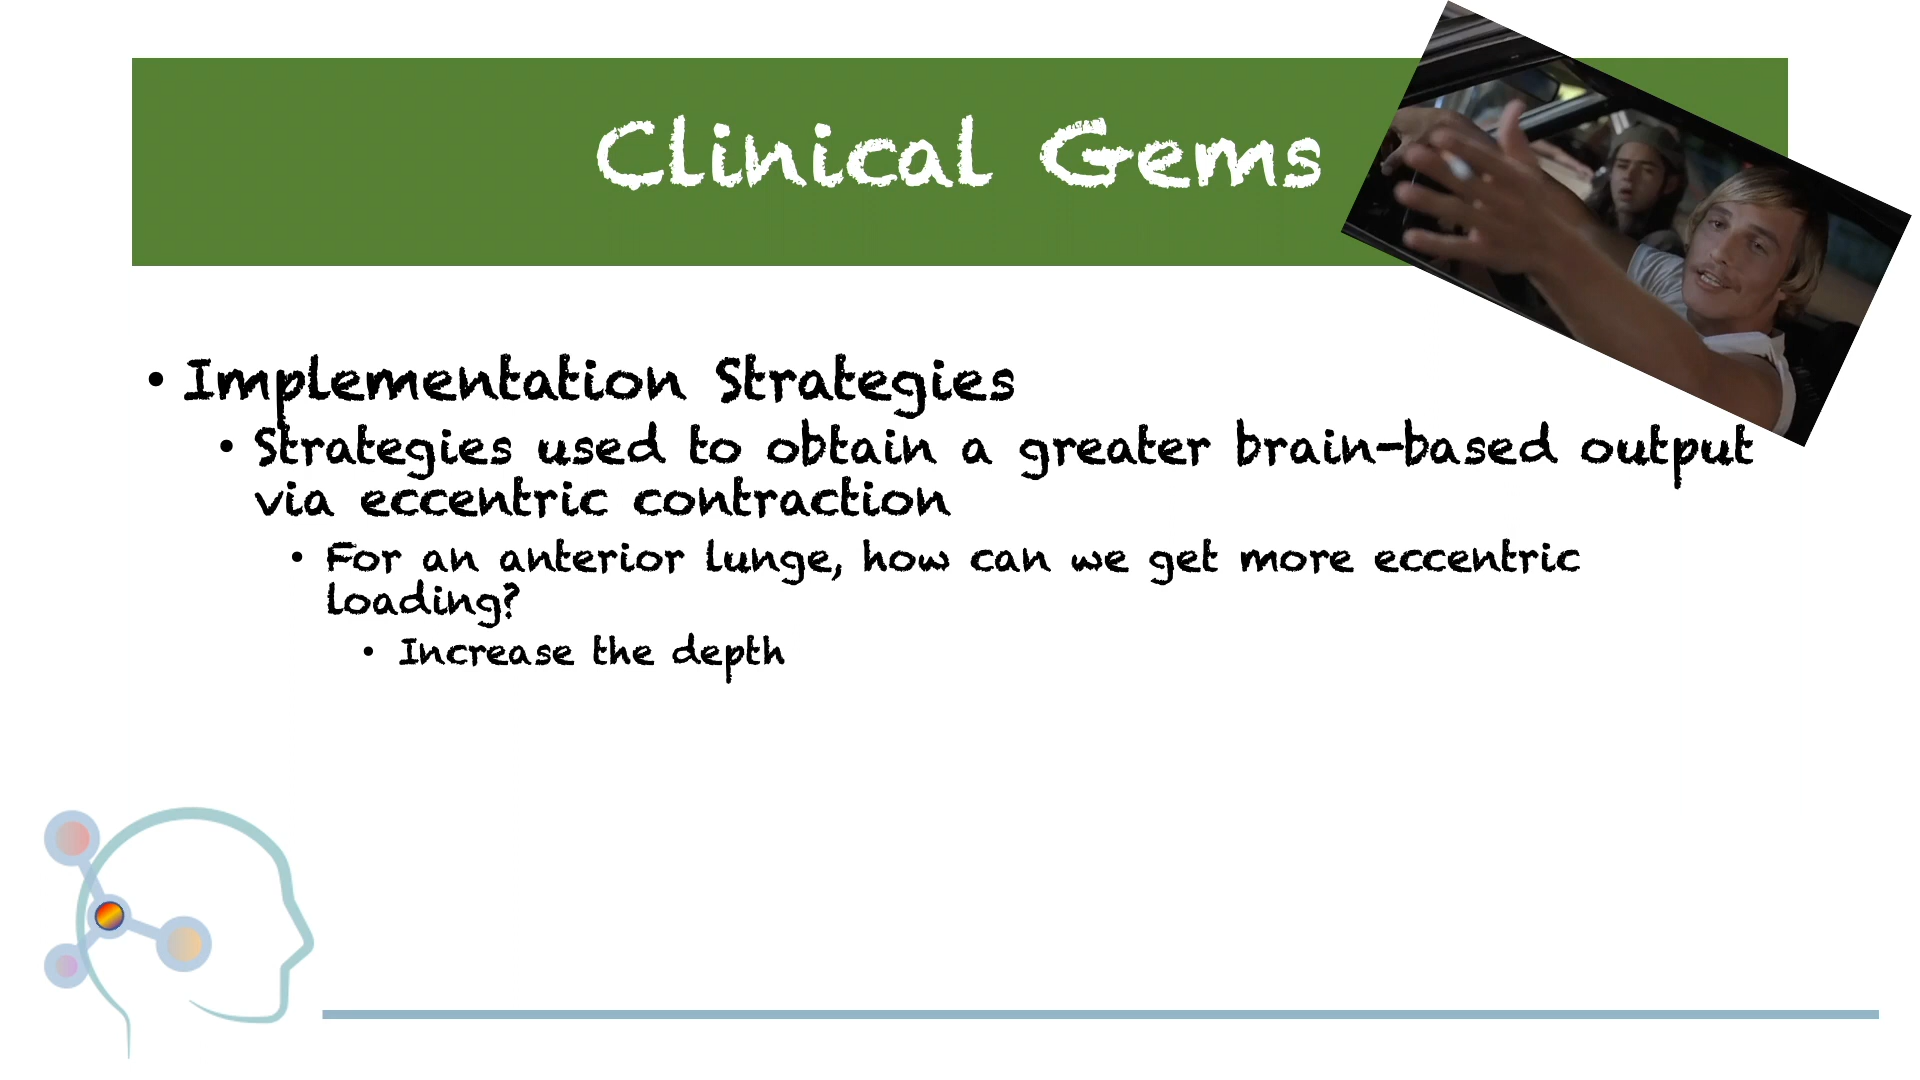 Clinical Gems
• Implementation Strategies
• Strategies used to obtain a greater brain-based output
via eccentric contraction
• For an anterior lunge, how can we get more eccentric
loading?
• Increase the depth